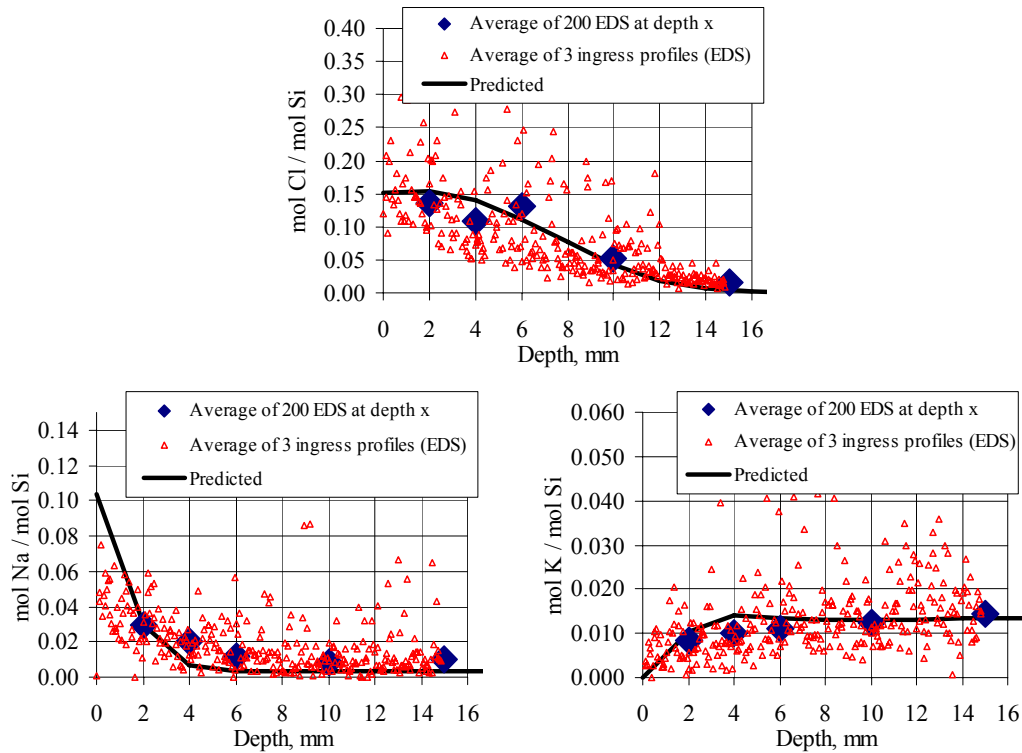 Average of 200 EDS at depth x
Average of 3 ingress profiles (EDS)
Predicted
mol Cl / mol Si
0.40
0.35
0.30
0.25
0.20
0.15
0.10
0.05
0.00
0 2 4 6 8 10 12 14 16
Depth, mm
Average of 200 EDS at depth x
Average of 3 ingress profiles (EDS)
Predicted
mol Na / mol Si
0.14
0.12
0.10
0.08
0.06
0.04
0.02
0.00
0 2 4 6 8 10 12 14 16
Depth, mm
Average of 200 EDS at depth x
Average of 3 ingress profiles (EDS)
Predicted
mol K / mol Si
0.060
0.050
0.040
0.030
0.020
0.010
0.000
0 2 4 6 8 10 12 14 16
Depth, mm